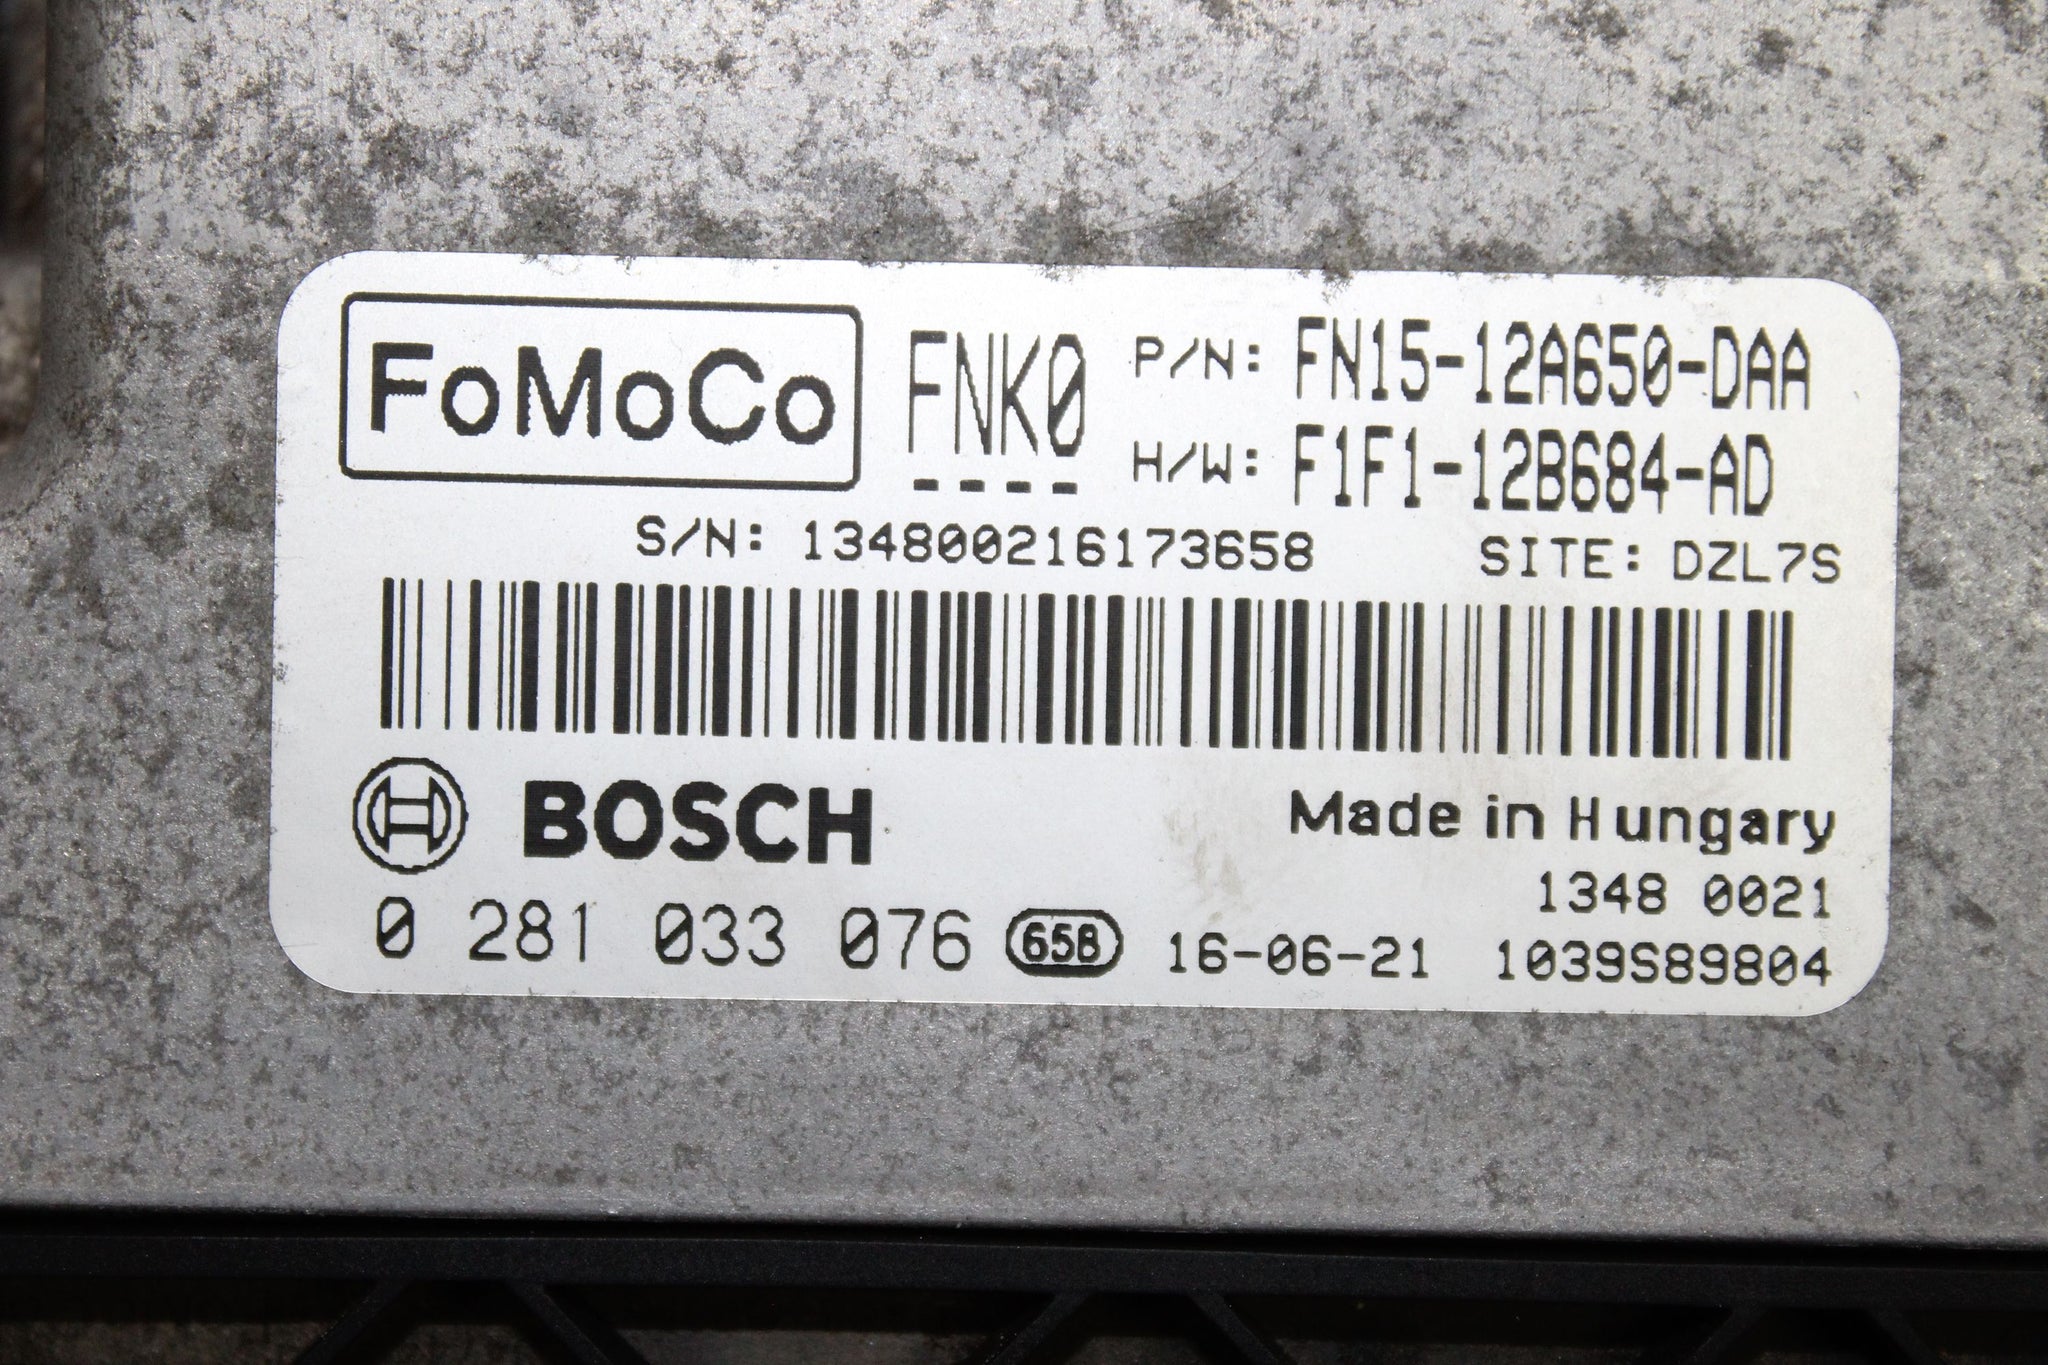 FoMoCo
FNK0
----
P/N: FN15-12A650-DAA
H/W: F1F1-12B684-AD
S/N: 134800216173658 SITE: DZL7S
BOSCH
Made in Hungary
1348 0021
0 281 033 076 658 16-06-21 1039S89804